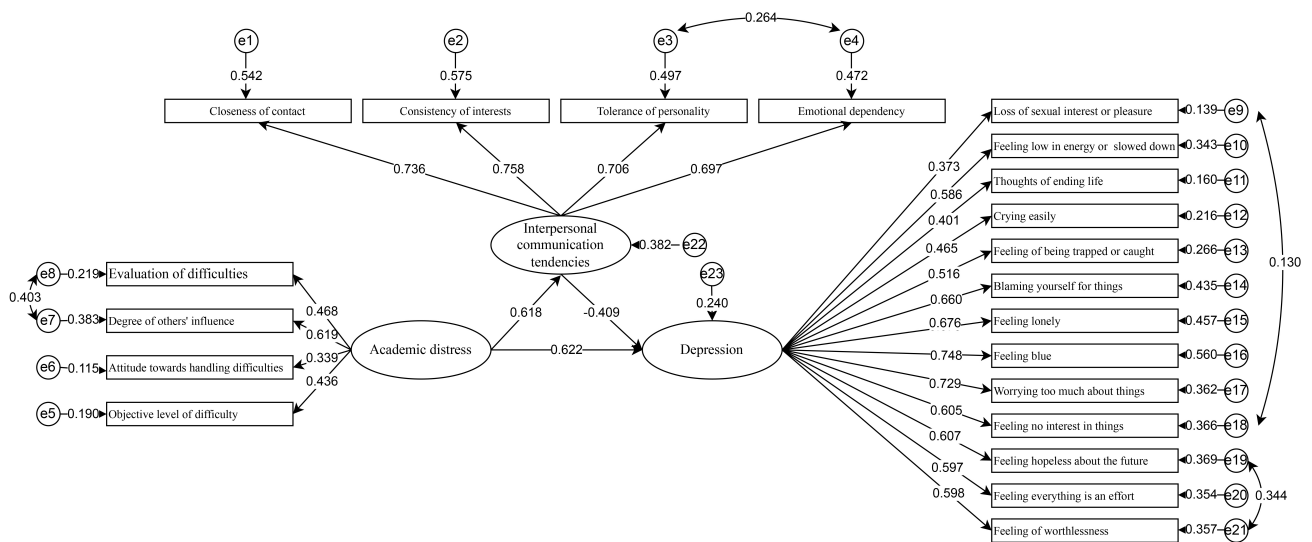 0.264
e1
e2
e3
e4
0.542
0.575
0.497
0.472
Closeness of contact
Consistency of interests
Tolerance of personality
Emotional dependency
0.736
0.758
0.706
0.697
Interpersonal
communication
tendencies
0.382
e22
e23
0.240
e8
0.219
Evaluation of difficulties
0.403
e7
0.383
Degree of others' influence
e6
0.115
Attitude towards handling difficulties
e5
0.190
Objective level of difficulty
0.468
0.619
0.339
0.436
Academic distress
0.618
-0.409
0.622
Depression
0.373
0.586
0.401
0.465
0.516
0.660
0.676
0.748
0.729
0.605
0.607
0.597
0.598
Loss of sexual interest or pleasure
0.139
e9
Feeling low in energy or slowed down
0.343
e10
Thoughts of ending life
0.160
e11
Crying easily
0.216
e12
Feeling of being trapped or caught
0.266
e13
Blaming yourself for things
0.435
e14
Feeling lonely
0.457
e15
Feeling blue
0.560
e16
Worrying too much about things
0.362
e17
Feeling no interest in things
0.366
e18
Feeling hopeless about the future
0.369
e19
Feeling everything is an effort
0.354
e20
Feeling of worthlessness
0.357
e21
0.130
0.344